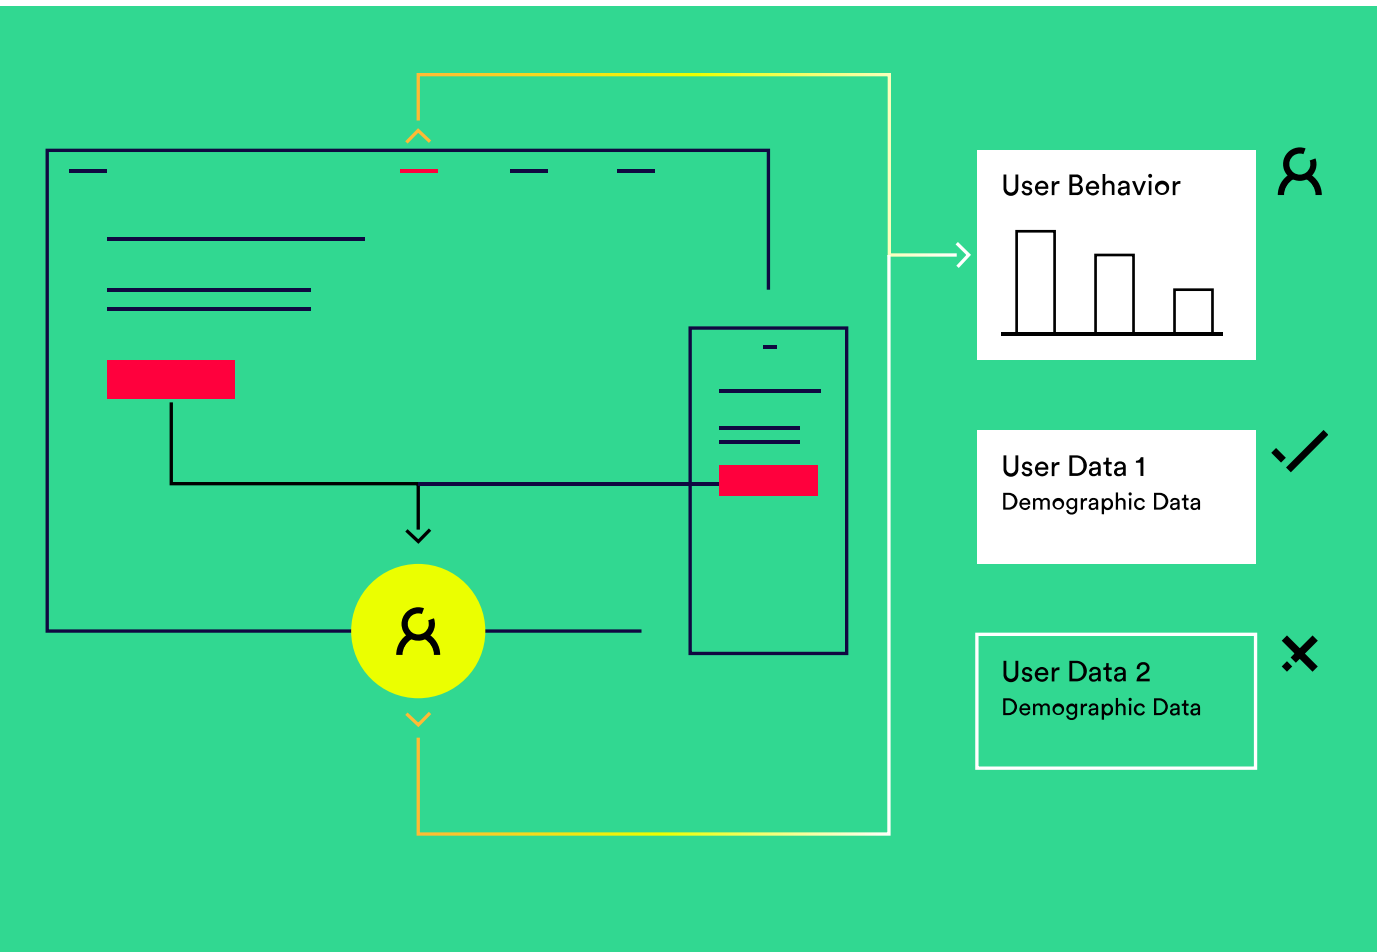 User Behavior
User Data 1
Demographic Data
User Data 2
Demographic Data